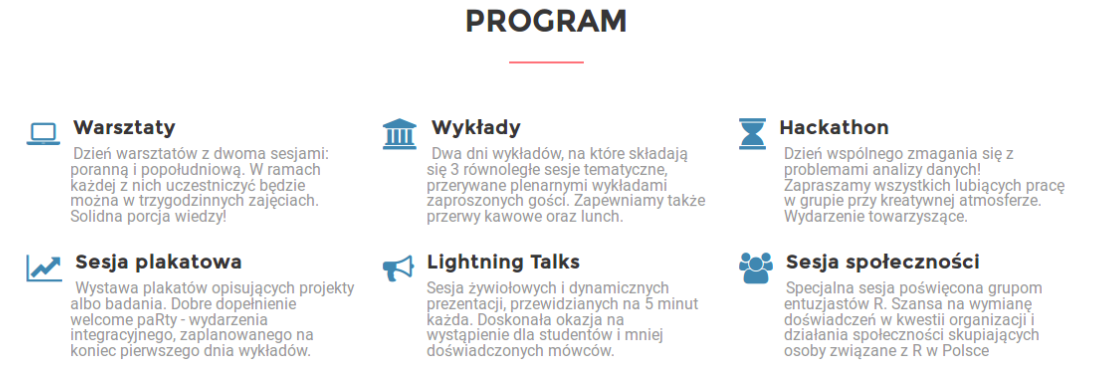 PROGRAM
Warsztaty
Dzień warsztatów z dwoma sesjami:
poranną i popołudniową. W ramach
każdej z nich uczestniczyć będzie
można w trzygodzinnych zajęciach.
Solidna porcja wiedzy!
Wykłady
Dwa dni wykładów, na które składają
się 3 równoległe sesje tematyczne,
przerywane plenarnymi wykładami
zaproszonych gości. Zapewniamy także
przerwy kawowe oraz lunch.
Hackathon
Dzień wspólnego zmagania się z
problemami analizy danych!
Zapraszamy wszystkich lubiących pracę
w grupie przy kreatywnej atmosferze.
Wydarzenie towarzyszące.
Sesja plakatowa
Wystawa plakatów opisujących projekty
albo badania. Dobre dopełnienie
welcome paRty - wydarzenia
integracyjnego, zaplanowanego na
koniec pierwszego dnia wykładów.
Lightning Talks
Sesja żywiołowych i dynamicznych
prezentacji, przewidzianych na 5 minut
każda. Doskonała okazja na
wystąpienie dla studentów i mniej
doświadczonych mówców.
Sesja społeczności
Specjalna sesja poświęcona grupom
entuzjastów R. Szansa na wymianę
doświadczeń w kwestii organizacji i
działania społeczności skupiających
osoby związane z R w Polsce